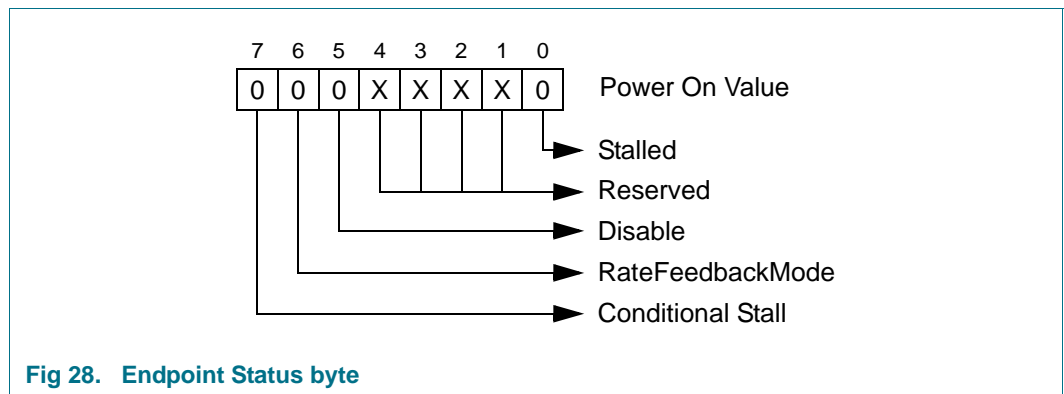 7 6 5 4 3 2 1 0
0 0 0 X X X X 0 Power On Value
Stalled
Reserved
Disable
RateFeedbackMode
Conditional Stall
Fig 28. Endpoint Status byte